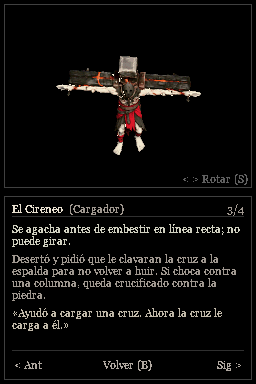 < > Rotar (S)
El Cireneo (Cargador) 3/4
Se agacha antes de embestir en línea recta; no
puede girar.
Desertó y pidió que le clavaran la cruz a la
espalda para no volver a huir. Si choca contra
una columna, queda crucificado contra la
piedra.
«Ayudó a cargar una cruz. Ahora la cruz le
carga a él.»
< Ant Volver (B) Sig >